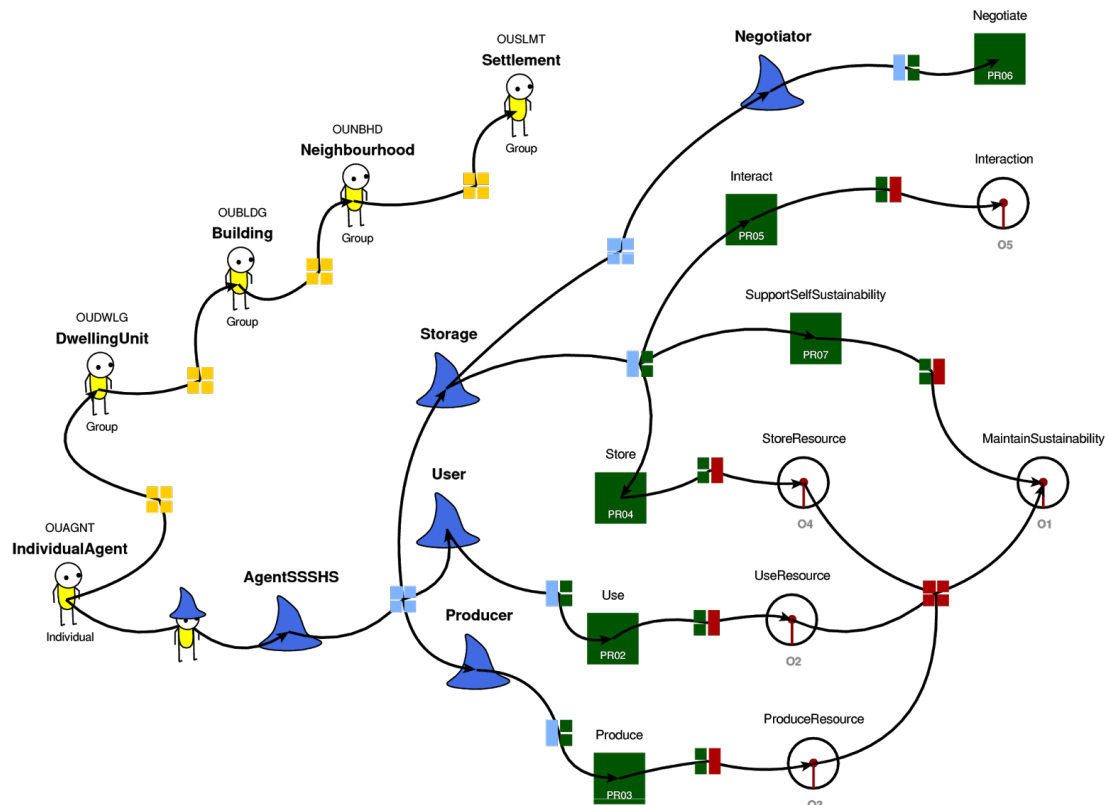 OUSLMT
Settlement
Group
OUNBHD
Neighbourhood
Group
OUBLDG
Building
Group
OUDWLG
DwellingUnit
Group
OUAGNT
IndividualAgent
Individual
AgentSSSHS
Negotiator
Negotiate
PR06
Interact
PR05
Interaction
O5
SupportSelfSustainability
PR07
Storage
Store
PR04
StoreResource
O4
MaintainSustainability
O1
User
Use
PR02
UseResource
O2
Producer
Produce
PR03
ProduceResource